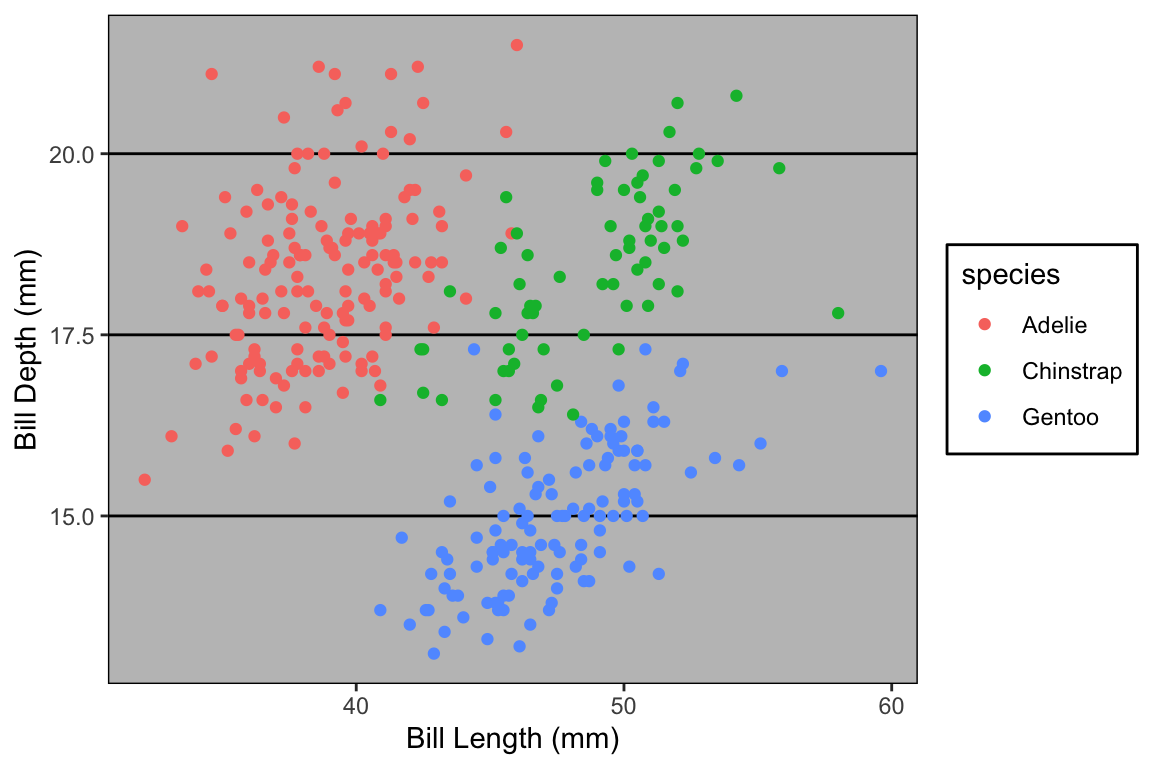 20.0
17.5
15.0
Bill Depth (mm)
40
50
60
Bill Length (mm)
species
Adelie
Chinstrap
Gentoo